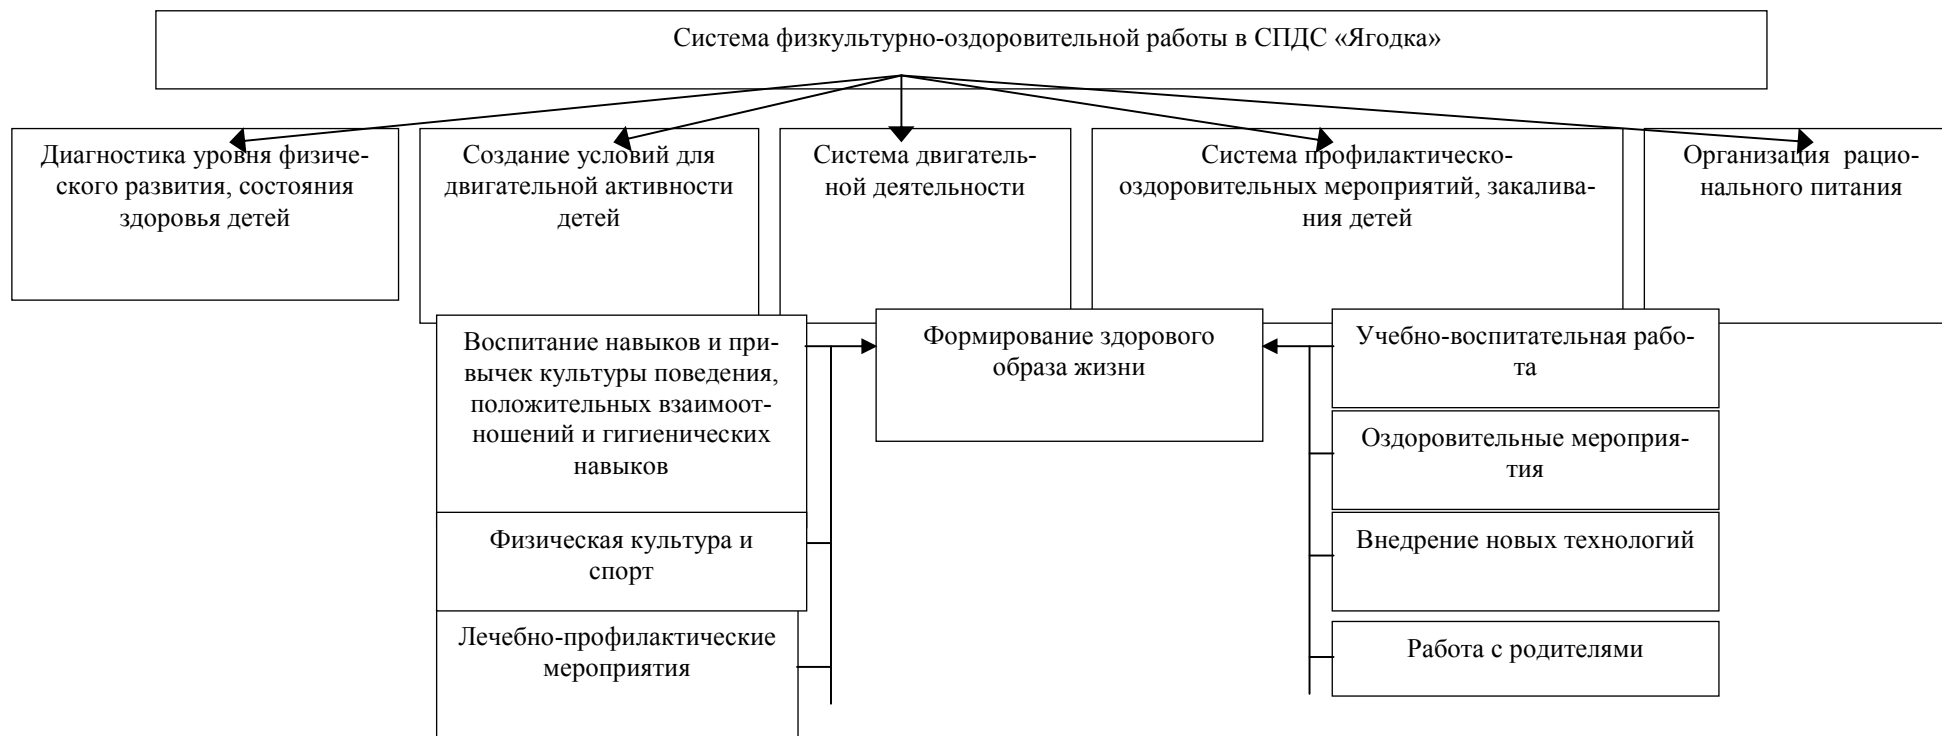 Система физкультурно-оздоровительной работы в СПДС «Ягодка»
Диагностика уровня физиче-
ского развития, состояния
здоровья детей
Создание условий для
двигательной активности
детей
Система двигатель-
ной деятельности
Система профилактическо-
оздоровительных мероприятий, закалива-
ния детей
Организация рацио-
нального питания
Воспитание навыков и при-
вычек культуры поведения,
положительных взаимоот-
ношений и гигиенических
навыков
Физическая культура и
спорт
Лечебно-профилактические
мероприятия
Формирование здорового
образа жизни
Учебно-воспитательная рабо-
та
Оздоровительные мероприя-
тия
Внедрение новых технологий
Работа с родителями